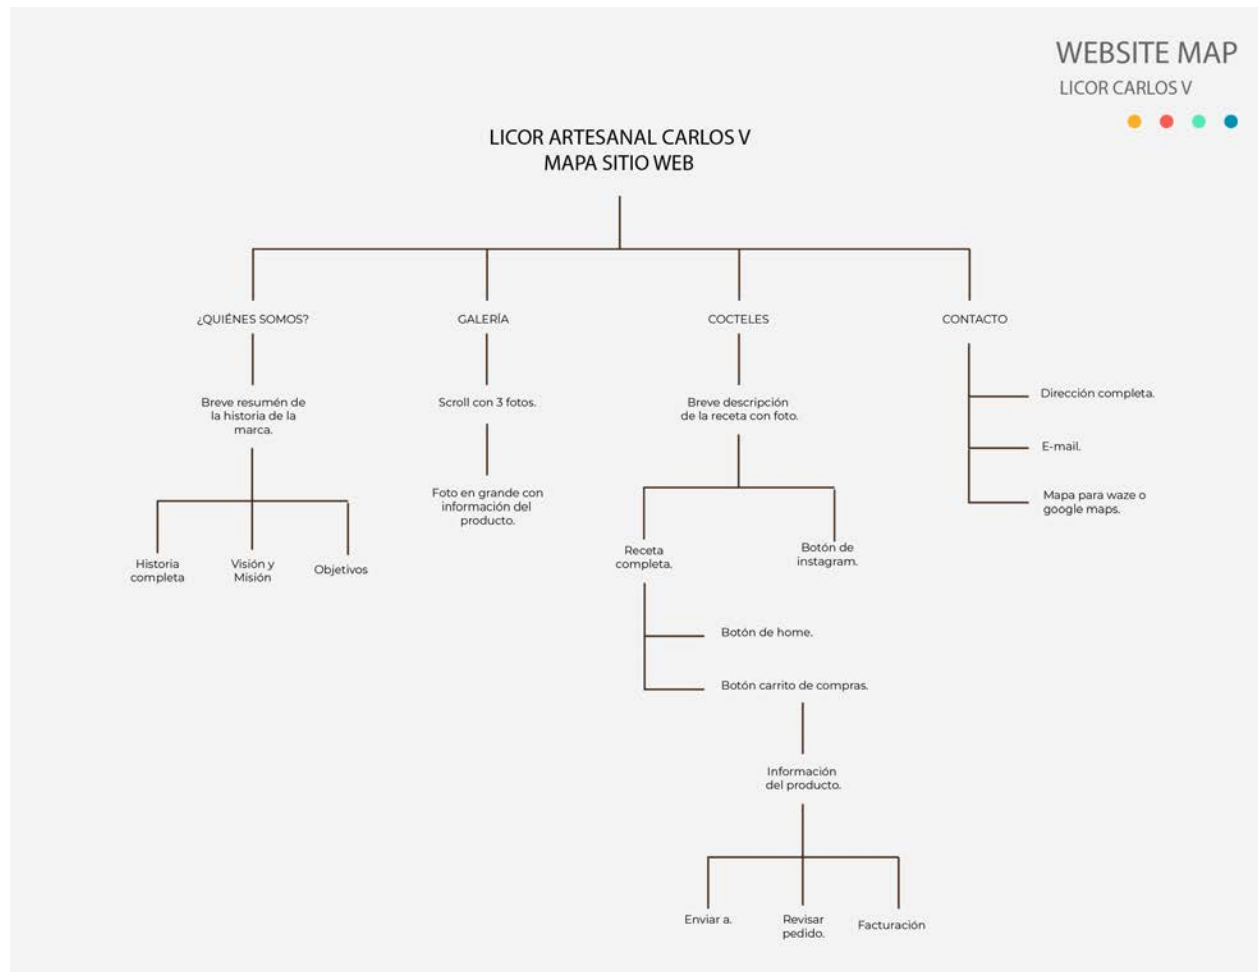 WEBSITE MAP
LICOR CARLOS V
LICOR ARTESANAL CARLOS V
MAPA SITIO WEB
¿QUIÉNES SOMOS?
GALERÍA
COCTELES
CONTACTO
Breve resumén de
la historia de la
marca.
Scroll con 3 fotos.
Breve descripción
de la receta con foto.
Dirección completa.
E-mail.
Mapa para waze o
google maps.
Foto en grande con
información del
producto.
Historia
completa
Visión y
Misión
Objetivos
Receta
completa.
Botón de
instagram.
Botón de home.
Botón carrito de compras.
Información
del producto.
Enviar a.
Revisar
pedido.
Facturación